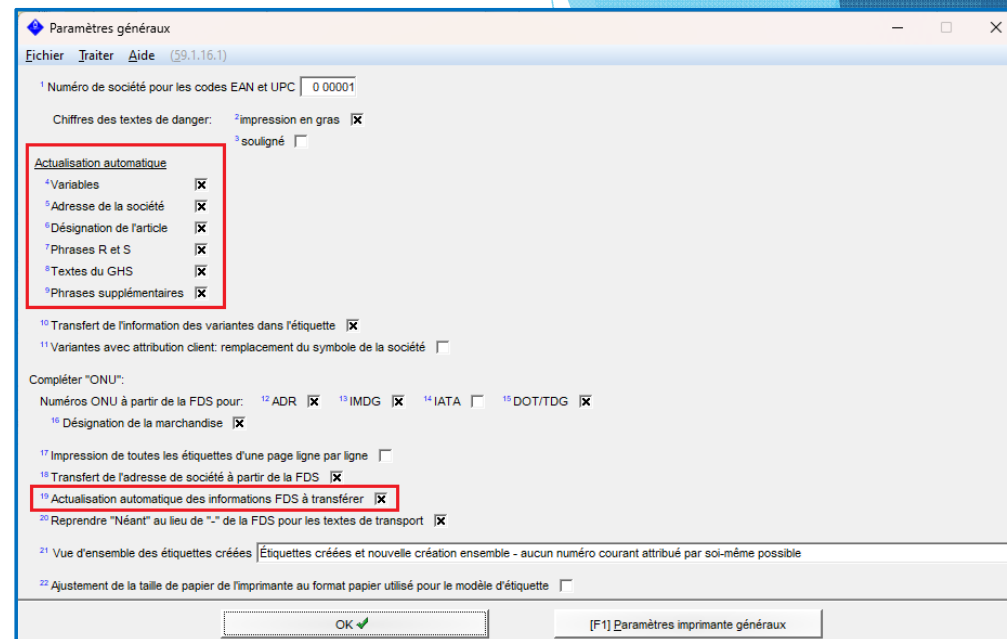 Paramètres généraux
Fichier Traiter Aide (59.1.16.1)
1 Numéro de société pour les codes EAN et UPC 0 00001
Chiffres des textes de danger: 2 impression en gras
3 souligné
Actualisation automatique
4 Variables
5 Adresse de la société
6 Désignation de l'article
7 Phrases R et S
8 Textes du GHS
9 Phrases supplémentaires
10 Transfert de l'information des variantes dans l'étiquette
11 Variantes avec attribution client: remplacement du symbole de la société
Compléter "ONU":
Numéros ONU à partir de la FDS pour: 12 ADR 13 IMDG 14 IATA 15 DOT/TDG
16 Désignation de la marchandise
17 Impression de toutes les étiquettes d'une page ligne par ligne
18 Transfert de l'adresse de société à partir de la FDS
19 Actualisation automatique des informations FDS à transférer
20 Reprendre "Néant" au lieu de "-" de la FDS pour les textes de transport
21 Vue d'ensemble des étiquettes créées Étiquettes créées et nouvelle création ensemble - aucun numéro courant attribué par soi-même possible
22 Ajustement de la taille de papier de l'imprimante au format papier utilisé pour le modèle d'étiquette
OK [F1] Paramètres imprimante généraux